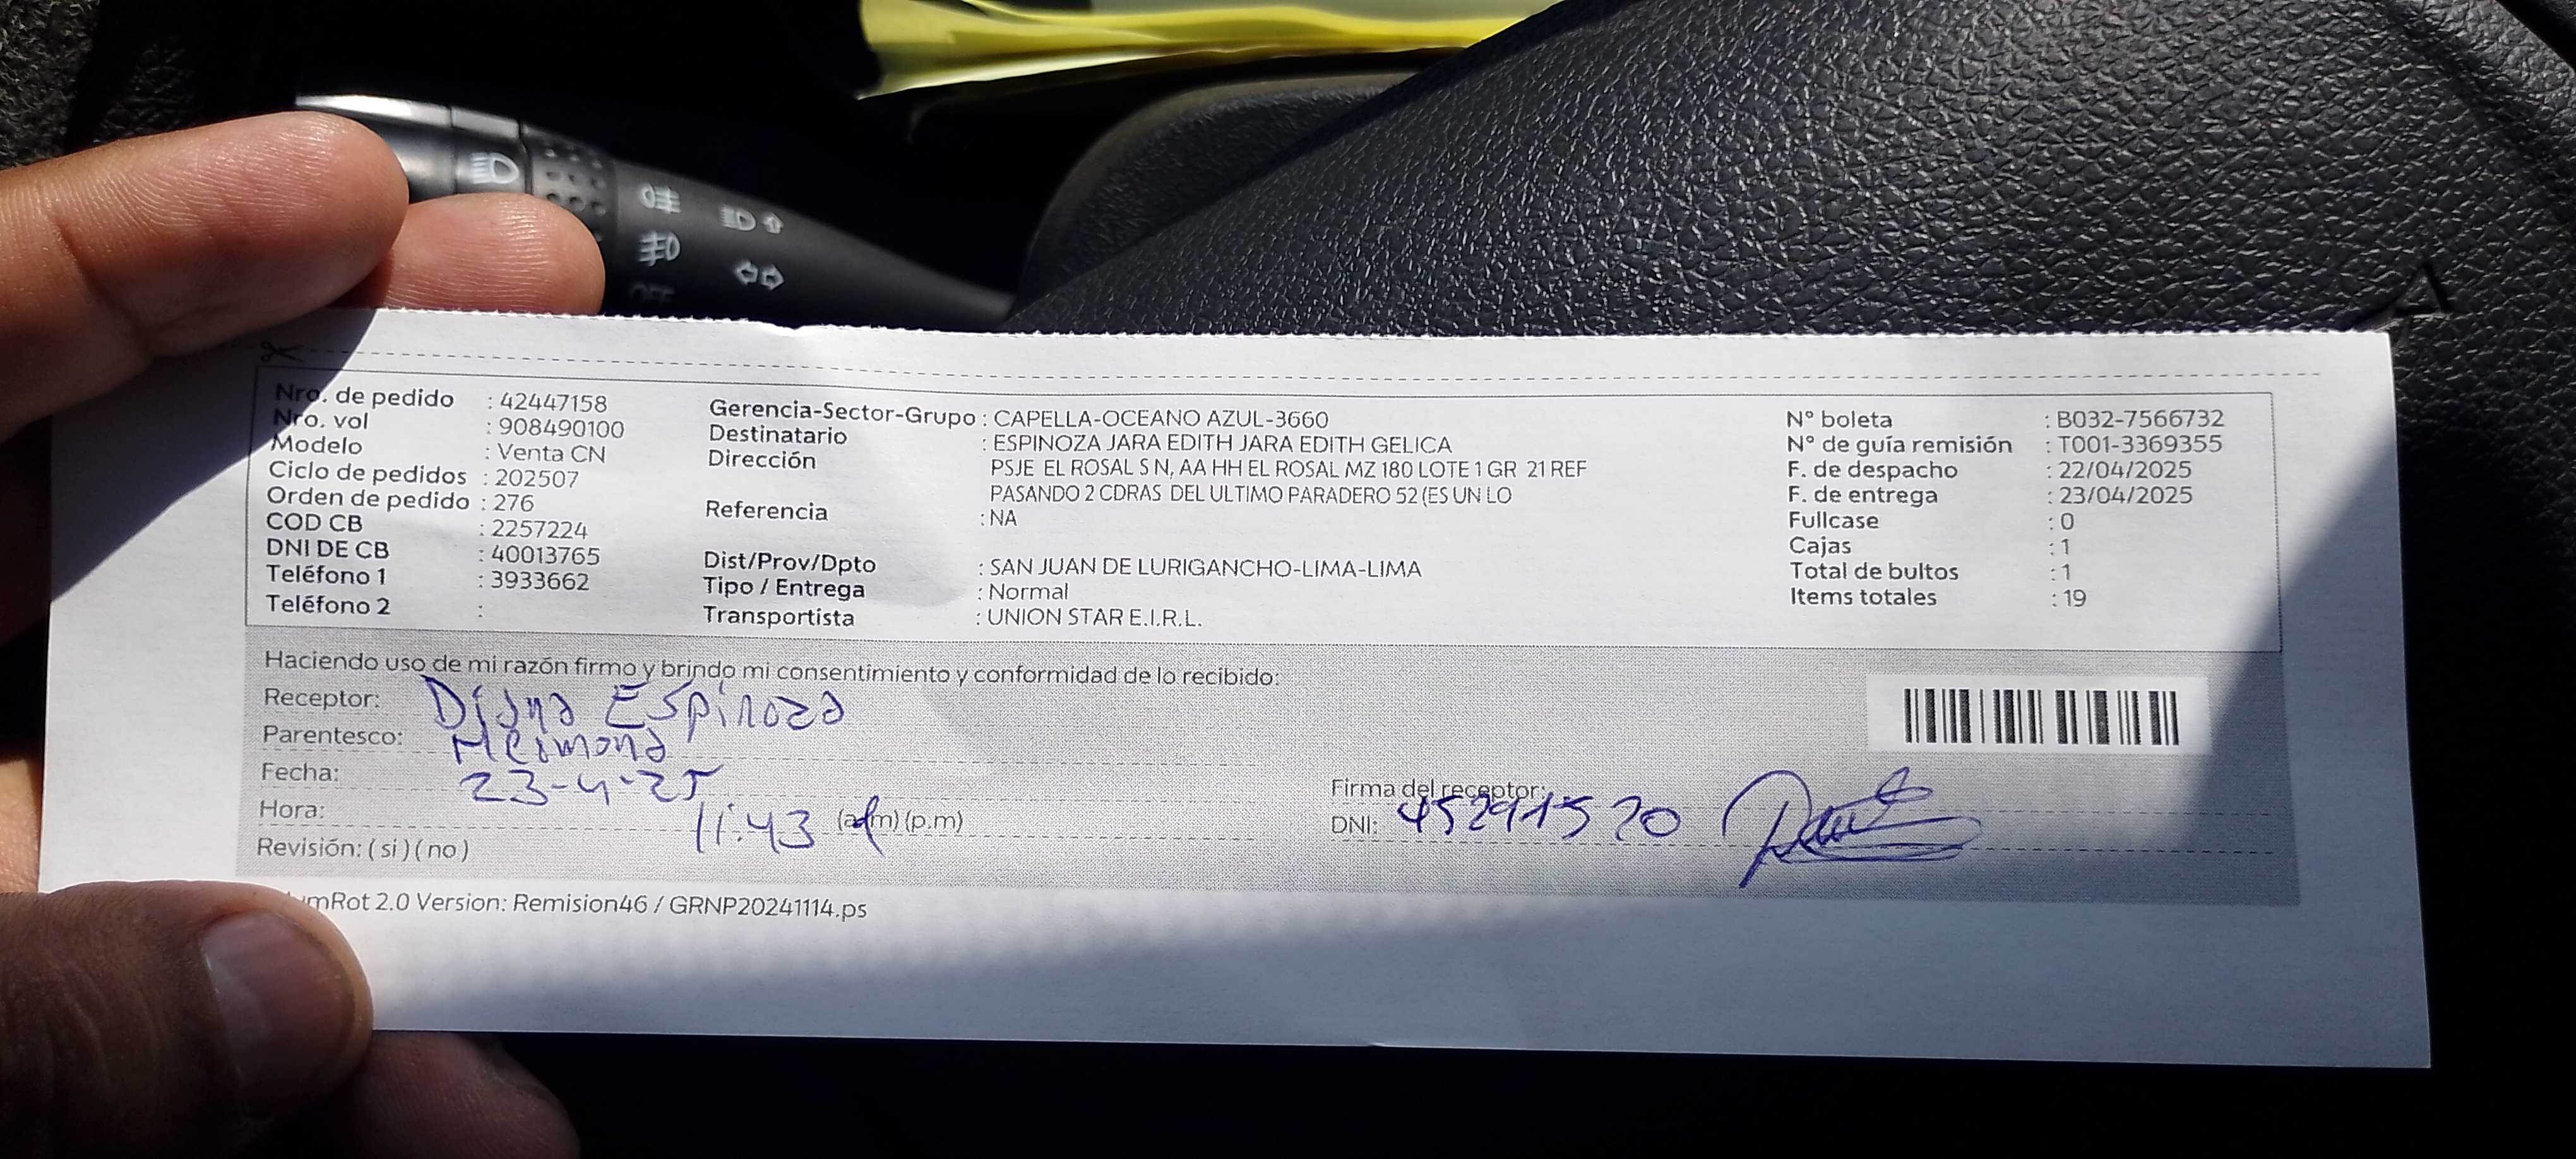 Nro. de pedido : 42447158
Nro. vol : 908490100
Modelo : Venta CN
Ciclo de pedidos : 202507
Orden de pedido : 276
COD CB : 2257224
DNI DE CB : 40013765
Teléfono 1 : 3933662
Teléfono 2 :
Gerencia-Sector-Grupo : CAPELLA-OCEANO AZUL-3660
Destinatario : ESPINOZA JARA EDITH JARA EDITH GELICA
Dirección PSJE EL ROSAL S N, AA HH EL ROSAL MZ 180 LOTE 1 GR 21 REF
PASANDO 2 CDRAS DEL ULTIMO PARADERO 52 (ES UN LO
Referencia : NA
Dist/Prov/Dpto : SAN JUAN DE LURIGANCHO-LIMA-LIMA
Tipo / Entrega : Normal
Transportista : UNION STAR E.I.R.L.
N° boleta : B032-7566732
N° de guía remisión : T001-3369355
F. de despacho : 22/04/2025
F. de entrega : 23/04/2025
Fullcase : 0
Cajas : 1
Total de bultos : 1
Items totales : 19
Haciendo uso de mi razón firmo y brindo mi consentimiento y conformidad de lo recibido:
Receptor: Diana Espinoza
Parentesco: Hermana
Fecha: 23-4-25
Hora: 11:43 (a.m) (p.m)
Revisión: ( si ) ( no )
Firma del receptor:
DNI:
mRot 2.0 Version: Remision46 / GRNP20241114.ps
OFF